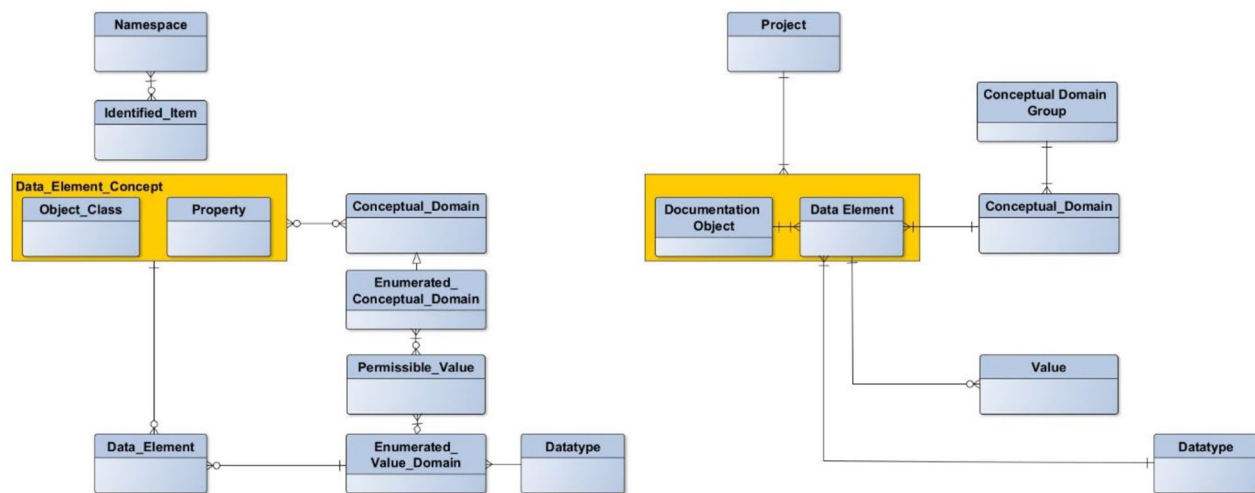 Namespace
Identified_Item
Data_Element_Concept
Object_Class
Property
Conceptual_Domain
Enumerated_
Conceptual_Domain
Permissible_Value
Data_Element
Enumerated_
Value_Domain
Datatype
Project
Conceptual Domain
Group
Documentation
Object
Data Element
Conceptual_Domain
Value
Datatype